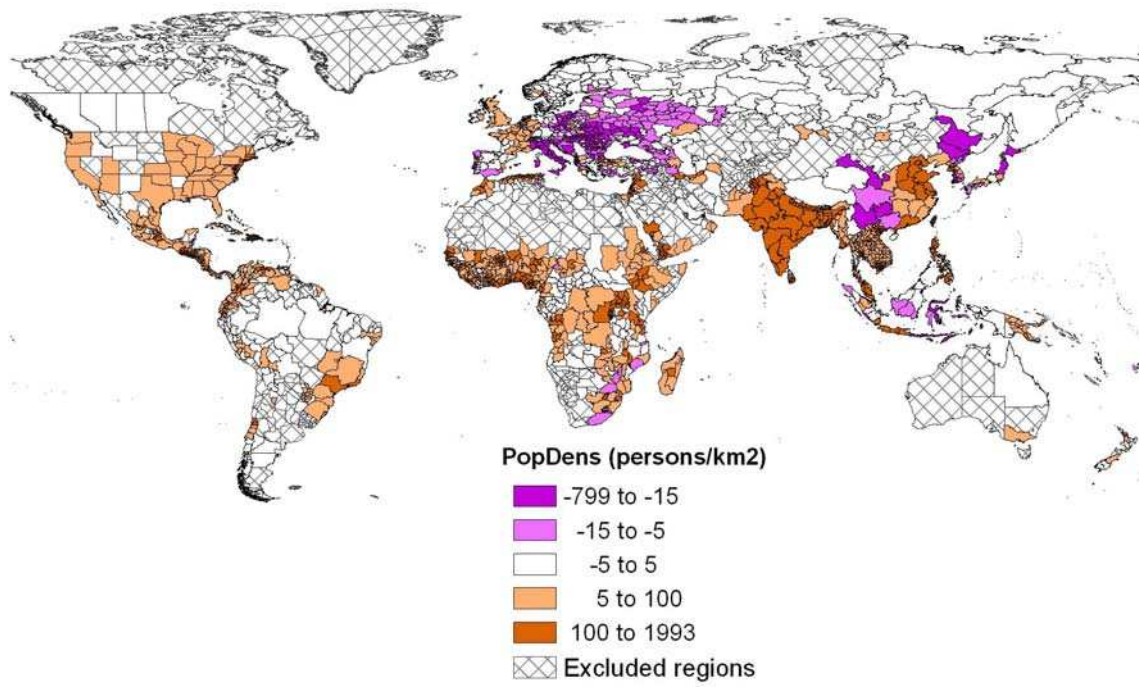 PopDens (persons/km2)
-799 to -15
-15 to -5
-5 to 5
5 to 100
100 to 1993
Excluded regions